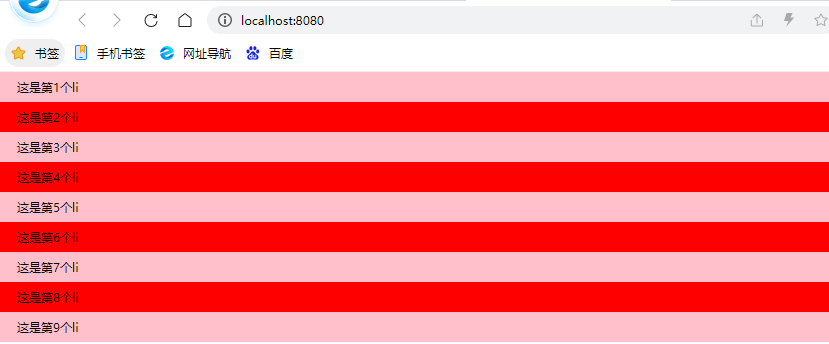 localhost:8080
书签 手机书签 网址导航 百度
这是第1个li
这是第2个li
这是第3个li
这是第4个li
这是第5个li
这是第6个li
这是第7个li
这是第8个li
这是第9个li